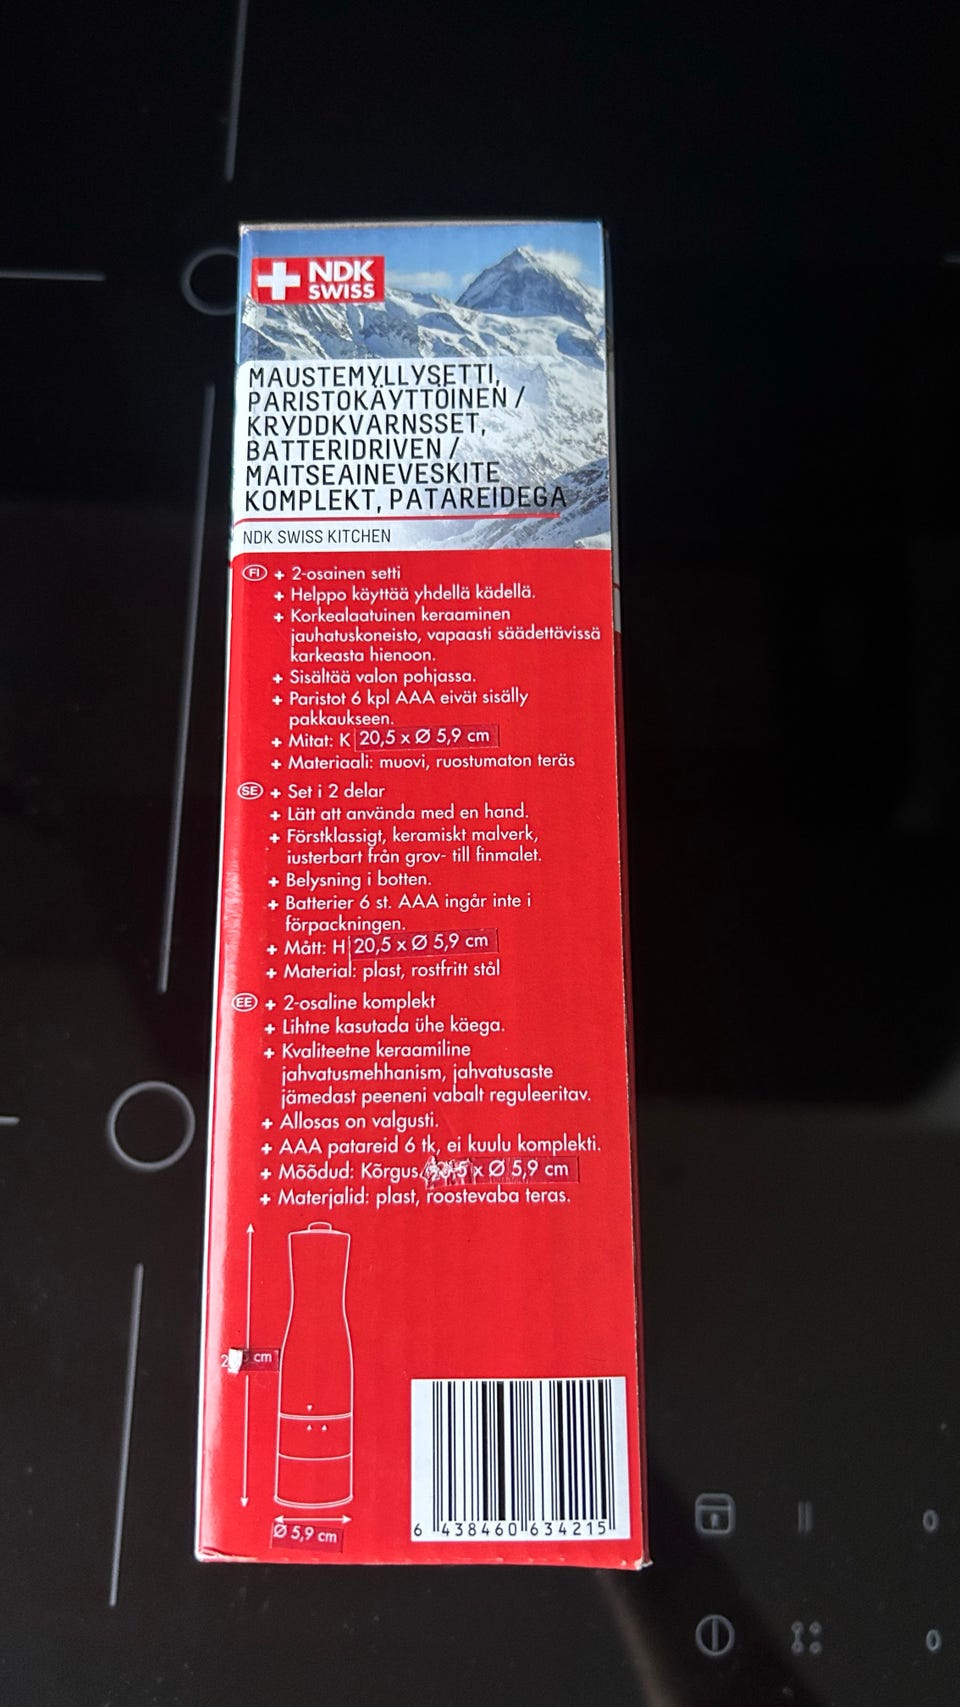 NDK
SWISS
MAUSTEMYLLYSETTI,
PARISTOKÄYTTÖINEN /
KRYDDKVARNSSET,
BATTERIDRIVEN /
MAITSEAINEVESKITE
KOMPLEKT, PATAREIDEGA
NDK SWISS KITCHEN
FI + 2-osainen setti
+ Helppo käyttää yhdellä kädellä.
+ Korkealaatuinen keraaminen
jauhatuskoneisto, vapaasti säädettävissä
karkeasta hienoon.
+ Sisältää valon pohjassa.
+ Paristot 6 kpl AAA eivät sisälly
pakkaukseen.
+ Mitat: K 20,5 x Ø 5,9 cm
+ Materiaali: muovi, ruostumaton teräs
SE + Set i 2 delar
+ Lätt att använda med en hand.
+ Förstklassigt, keramiskt malverk,
iusterbart från grov- till finmalet.
+ Belysning i botten.
+ Batterier 6 st. AAA ingår inte i
förpackningen.
+ Mått: H 20,5 x Ø 5,9 cm
+ Material: plast, rostfritt stål
EE + 2-osaline komplekt
+ Lihtne kasutada ühe käega.
+ Kvaliteetne keraamiline
jahvatusmehhanism, jahvatusaste
jämedast peeneni vabalt reguleeritav.
+ Allosas on valgusti.
+ AAA patareid 6 tk, ei kuulu komplekti.
+ Mõõdud: Kõrgus x Ø 5,9 cm
+ Materjalid: plast, roostevaba teras.
cm
Ø 5,9 cm
6 438460 634215
0
0